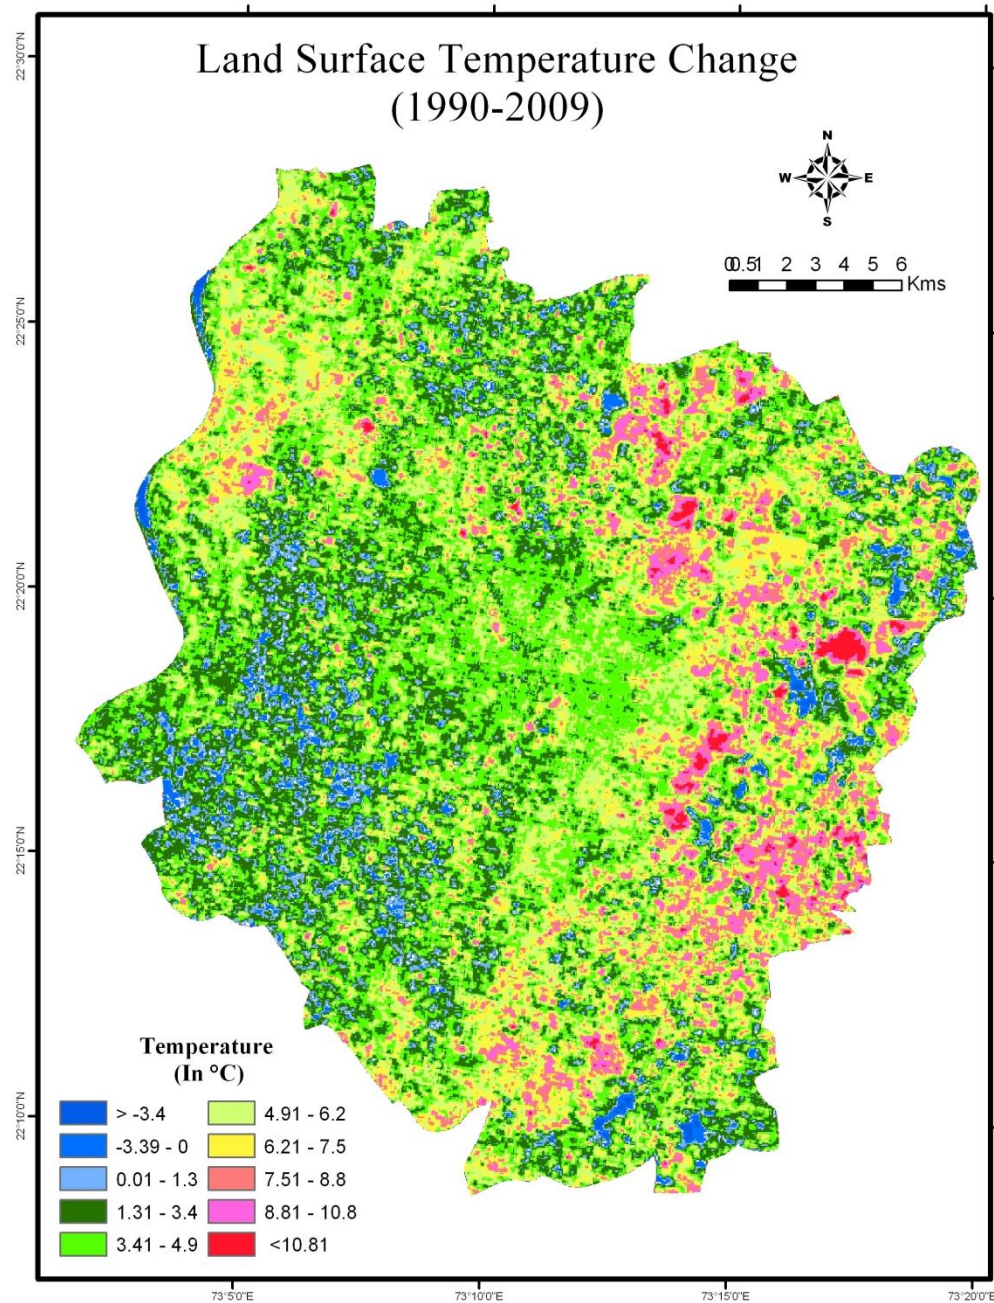 Land Surface Temperature Change
(1990-2009)
N
W E
S
0 0.5 1 2 3 4 5 6
Kms
22°30'0"N
22°25'0"N
22°20'0"N
22°15'0"N
22°10'0"N
Temperature
(In °C)
> -3.4
-3.39 - 0
0.01 - 1.3
1.31 - 3.4
3.41 - 4.9
4.91 - 6.2
6.21 - 7.5
7.51 - 8.8
8.81 - 10.8
<10.81
73°5'0"E 73°10'0"E 73°15'0"E 73°20'0"E